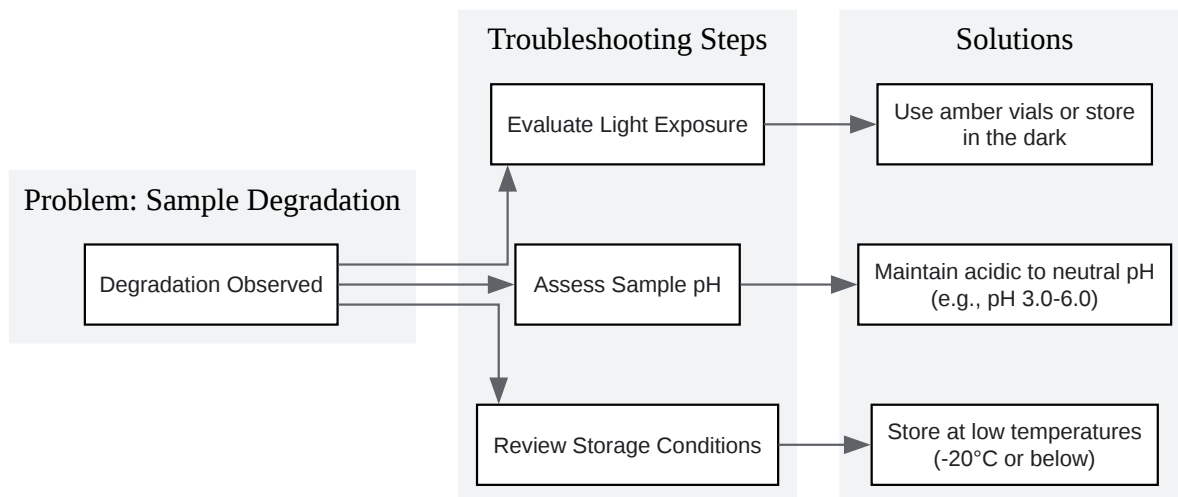 Troubleshooting Steps
Solutions
Evaluate Light Exposure
Use amber vials or store
in the dark
Problem: Sample Degradation
Degradation Observed
Assess Sample pH
Maintain acidic to neutral pH
(e.g., pH 3.0-6.0)
Review Storage Conditions
Store at low temperatures
(-20°C or below)